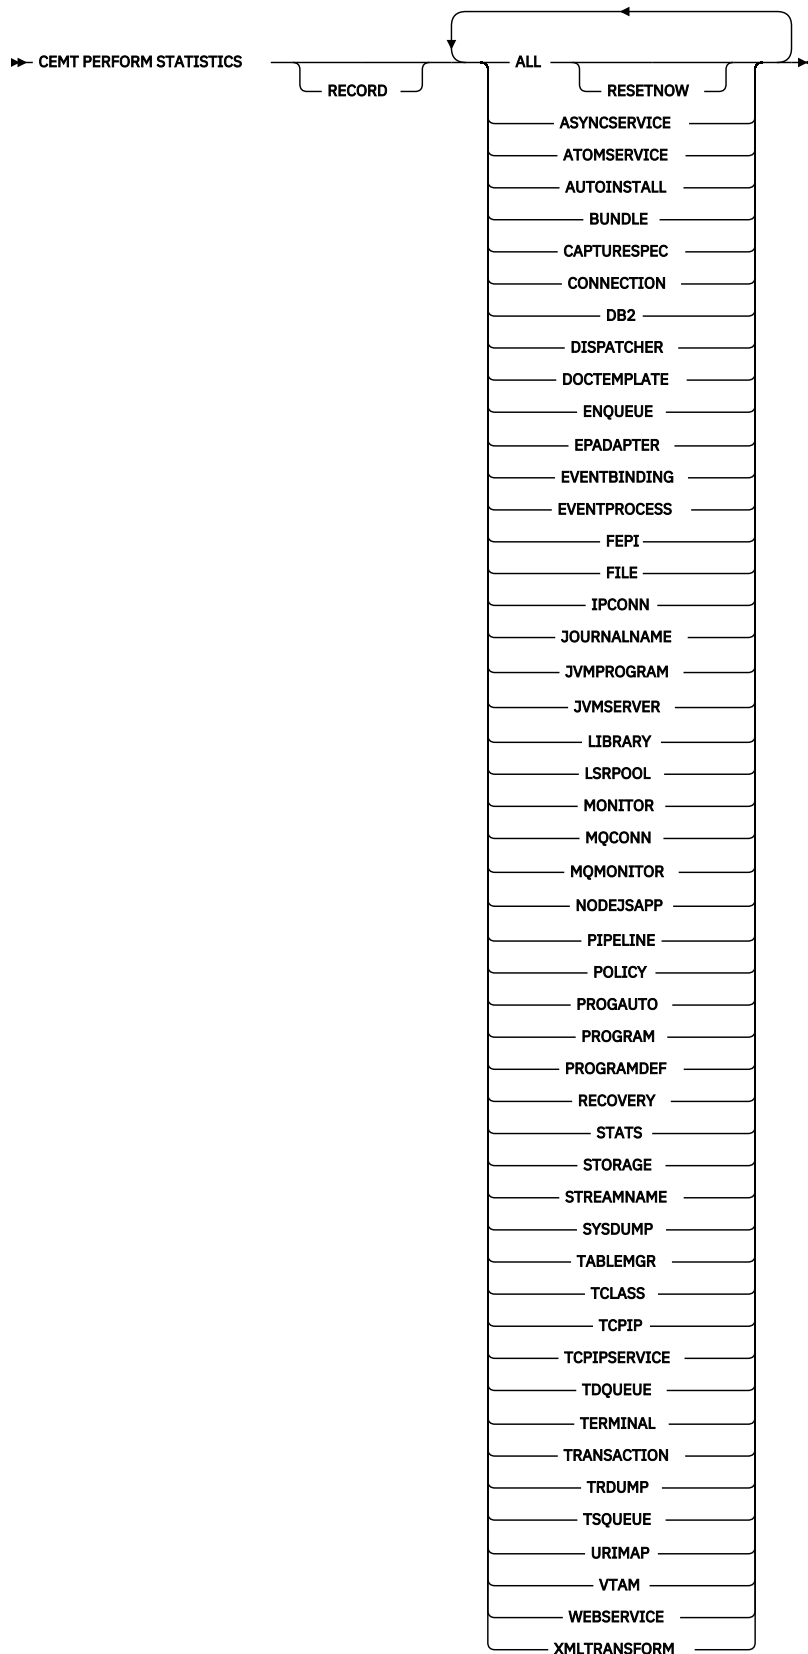 CEMT PERFORM STATISTICS ALL
RECORD RESETNOW
ASYNCSERVICE
ATOMSERVICE
AUTOINSTALL
BUNDLE
CAPTURESPEC
CONNECTION
DB2
DISPATCHER
DOCTEMPLATE
ENQUEUE
EPADAPTER
EVENTBINDING
EVENTPROCESS
FEPI
FILE
IPCONN
JOURNALNAME
JVMPROGRAM
JVMSERVER
LIBRARY
LSRPOOL
MONITOR
MQCONN
MQMONITOR
NODEJSAPP
PIPELINE
POLICY
PROGAUTO
PROGRAM
PROGRAMDEF
RECOVERY
STATS
STORAGE
STREAMNAME
SYSDUMP
TABLEMGR
TCLASS
TCPIP
TCPIPSERVICE
TDQUEUE
TERMINAL
TRANSACTION
TRDUMP
TSQUEUE
URIMAP
VTAM
WEBSERVICE
XMLTRANSFORM